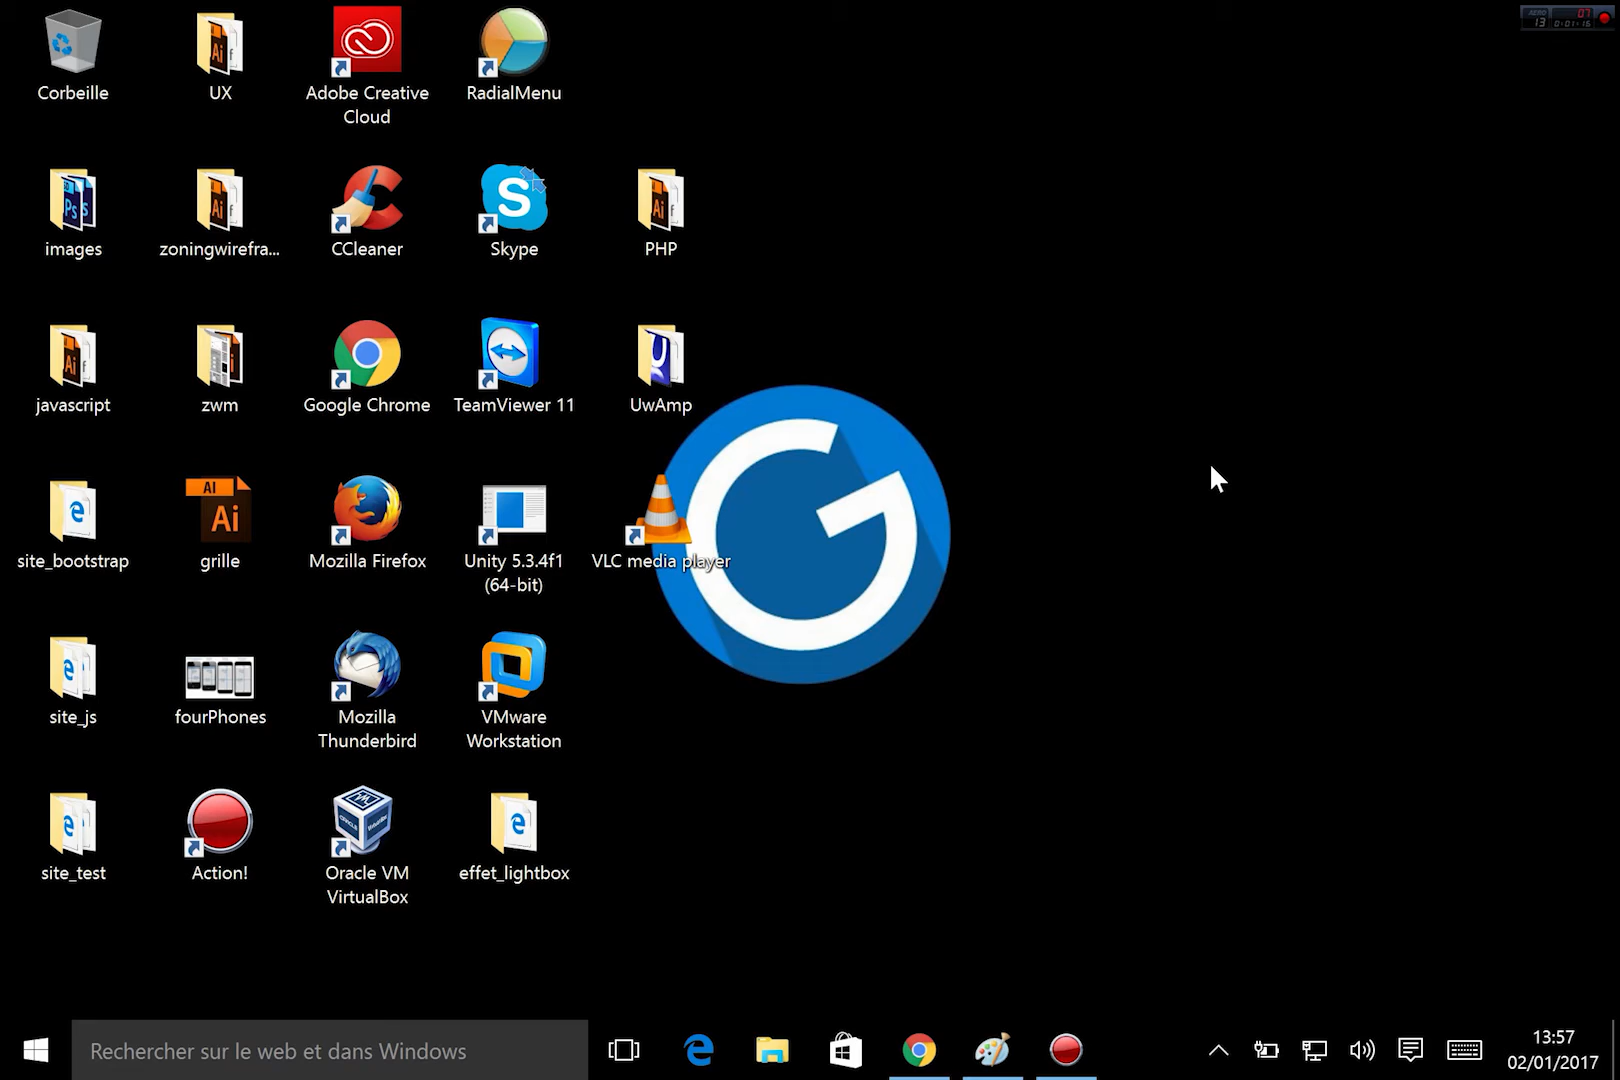 Corbeille
UX
Adobe Creative
Cloud
RadialMenu
images
zoningwirefra...
CCleaner
Skype
PHP
javascript
zwm
Google Chrome
TeamViewer 11
UwAmp
site_bootstrap
AI
Ai
grille
Mozilla Firefox
Unity 5.3.4f1
(64-bit)
VLC media player
site_js
fourPhones
Mozilla
Thunderbird
VMware
Workstation
site_test
Action!
Oracle VM
VirtualBox
effet_lightbox
Rechercher sur le web et dans Windows
13:57
02/01/2017